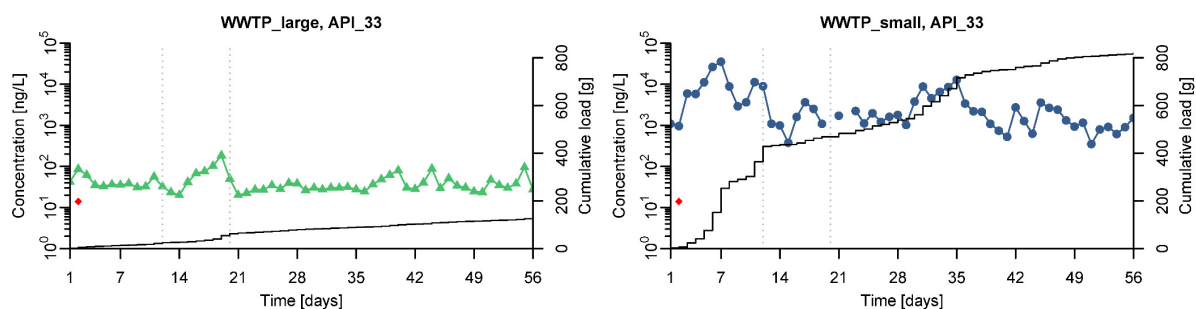 WWTP_large, API_33
Concentration [ng/L]
10^5
10^4
10^3
10^2
10^1
10^0
1 7 14 21 28 35 42 49 56
Time [days]
800
600
400
200
0
Cumulative load [g]
WWTP_small, API_33
Concentration [ng/L]
10^5
10^4
10^3
10^2
10^1
10^0
1 7 14 21 28 35 42 49 56
Time [days]
800
600
400
200
0
Cumulative load [g]